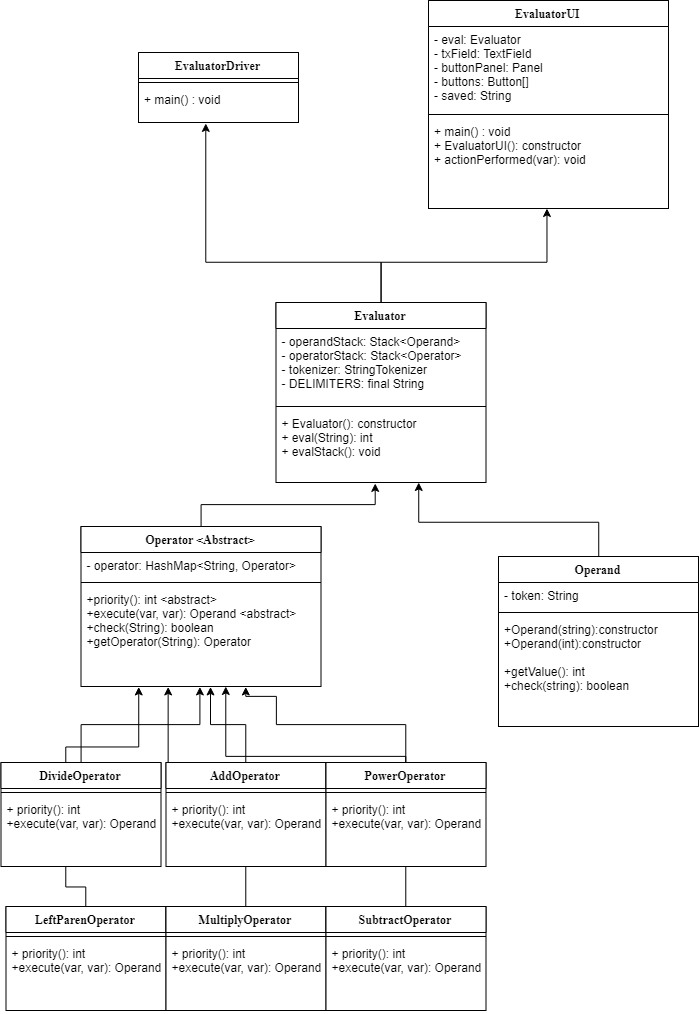 EvaluatorUI
- eval: Evaluator
- txField: TextField
- buttonPanel: Panel
- buttons: Button[]
- saved: String
+ main() : void
+ EvaluatorUI(): constructor
+ actionPerformed(var): void
EvaluatorDriver
+ main() : void
Evaluator
- operandStack: Stack<Operand>
- operatorStack: Stack<Operator>
- tokenizer: StringTokenizer
- DELIMITERS: final String
+ Evaluator(): constructor
+ eval(String): int
+ evalStack(): void
Operator <Abstract>
- operator: HashMap<String, Operator>
+priority(): int <abstract>
+execute(var, var): Operand <abstract>
+check(String): boolean
+getOperator(String): Operator
Operand
- token: String
+Operand(string):constructor
+Operand(int):constructor
+getValue(): int
+check(string): boolean
DivideOperator
+ priority(): int
+execute(var, var): Operand
AddOperator
+ priority(): int
+execute(var, var): Operand
PowerOperator
+ priority(): int
+execute(var, var): Operand
LeftParenOperator
+ priority(): int
+execute(var, var): Operand
MultiplyOperator
+ priority(): int
+execute(var, var): Operand
SubtractOperator
+ priority(): int
+execute(var, var): Operand